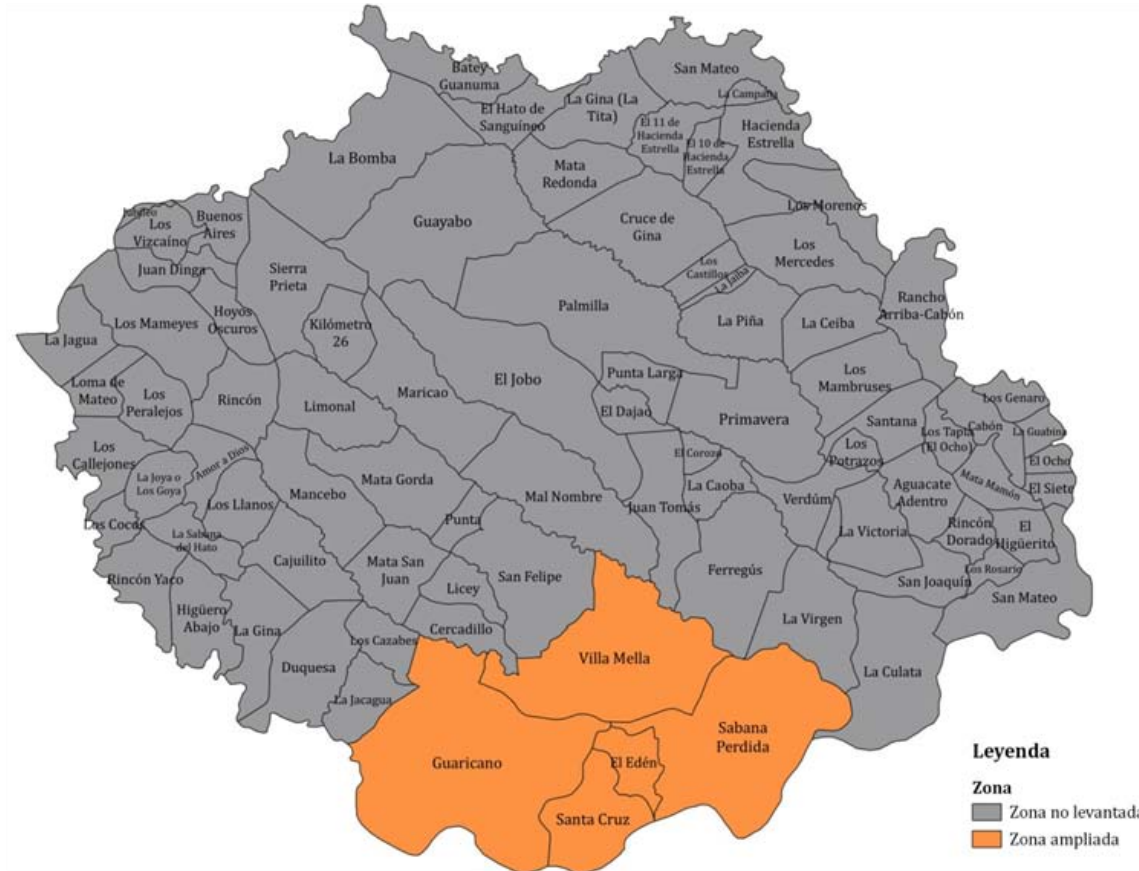 Batey
Guanuma
San Mateo
La Campaña
El Hato de
Sanguíneo
La Gina (La
Tita)
El 11 de
Hacienda
Estrella
El 10 de
Hacienda
Estrella
Hacienda
Estrella
La Bomba
Mata
Redonda
Guayabo
Cruce de
Gina
Los Morenos
Los
Vizcaíno
Buenos
Aires
Juan Dinga
Sierra
Prieta
Los
Castillos
La Jaiba
Los
Mercedes
Palmilla
Rancho
Arriba-Cabón
La Jagua
Los Mameyes
Hoyos
Oscuros
Kilómetro
26
La Piña
La Ceiba
Loma de
Mateo
Los
Peralejos
Rincón
Limonal
Maricao
El Jobo
Punta Larga
El Dajao
Primavera
Los
Mambruses
Santana
Los Genaro
Cabón
La Guabina
Los Tapia
(El Ocho)
El Ocho
El Siete
Los
Callejones
La Joya o
Los Goya
Amor a Dios
Mancebo
Mata Gorda
Mal Nombre
El Corozo
La Caoba
Juan Tomás
Verdúm
Los
Potrazos
Aguacate
Adentro
Mata Mamón
Los Cocos
Los Llanos
La Sabana
del Hato
Cajuilito
Punta
Mata San
Juan
Licey
San Felipe
Ferregús
La Victoria
Rincón
Dorado
El
Higüerito
Los Rosario
San Joaquín
San Mateo
Rincón Yaco
Higüero
Abajo
La Gina
Duquesa
Los Cazabes
Cercadillo
La Jacagua
La Virgen
La Culata
Villa Mella
Sabana
Perdida
Guaricano
El Edén
Santa Cruz
Leyenda
Zona
Zona no levantada
Zona ampliada